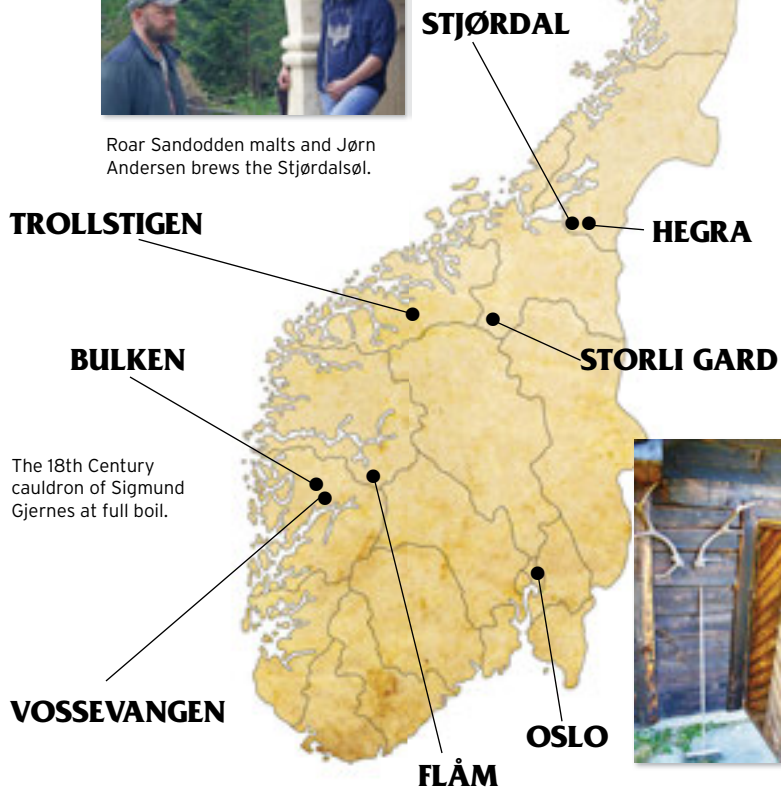 STJØRDAL
Roar Sandodden malts and Jørn
Andersen brews the Stjørdalsøl.
TROLLSTIGEN
HEGRA
BULKEN
STORLI GARD
The 18th Century
cauldron of Sigmund
Gjernes at full boil.
VOSSEVANGEN
OSLO
FLÅM